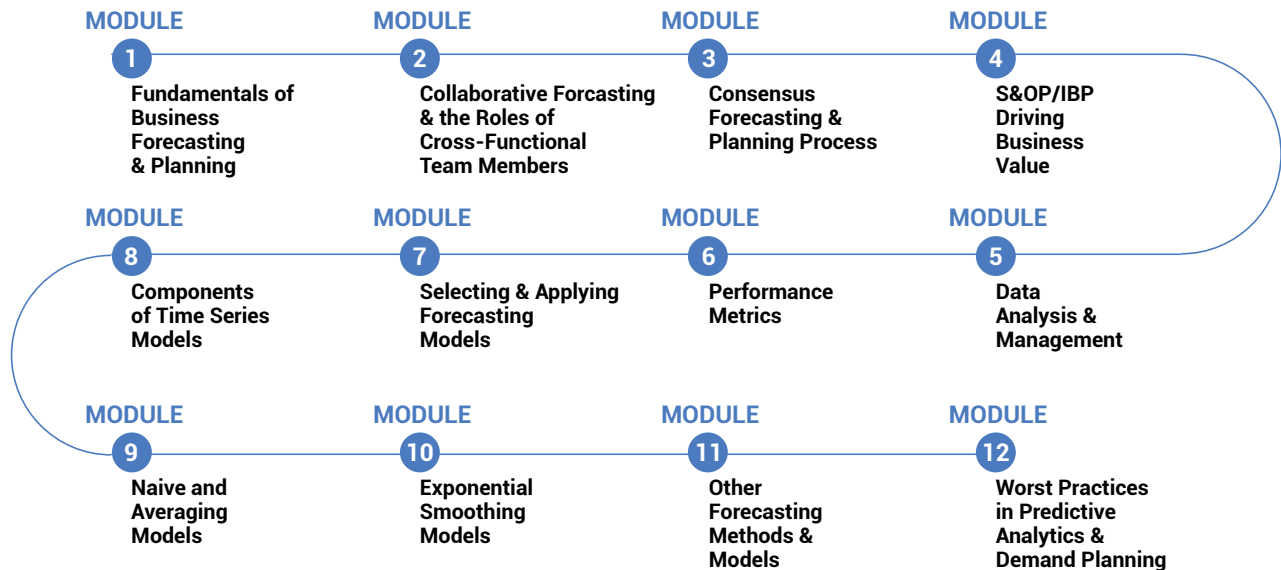 MODULE
1
Fundamentals of
Business
Forecasting
& Planning
MODULE
2
Collaborative Forcasting
& the Roles of
Cross-Functional
Team Members
MODULE
3
Consensus
Forecasting &
Planning Process
MODULE
4
S&OP/IBP
Driving
Business
Value
MODULE
5
Data
Analysis &
Management
MODULE
6
Performance
Metrics
MODULE
7
Selecting & Applying
Forecasting
Models
MODULE
8
Components
of Time Series
Models
MODULE
9
Naive and
Averaging
Models
MODULE
10
Exponential
Smoothing
Models
MODULE
11
Other
Forecasting
Methods &
Models
MODULE
12
Worst Practices
in Predictive
Analytics &
Demand Planning